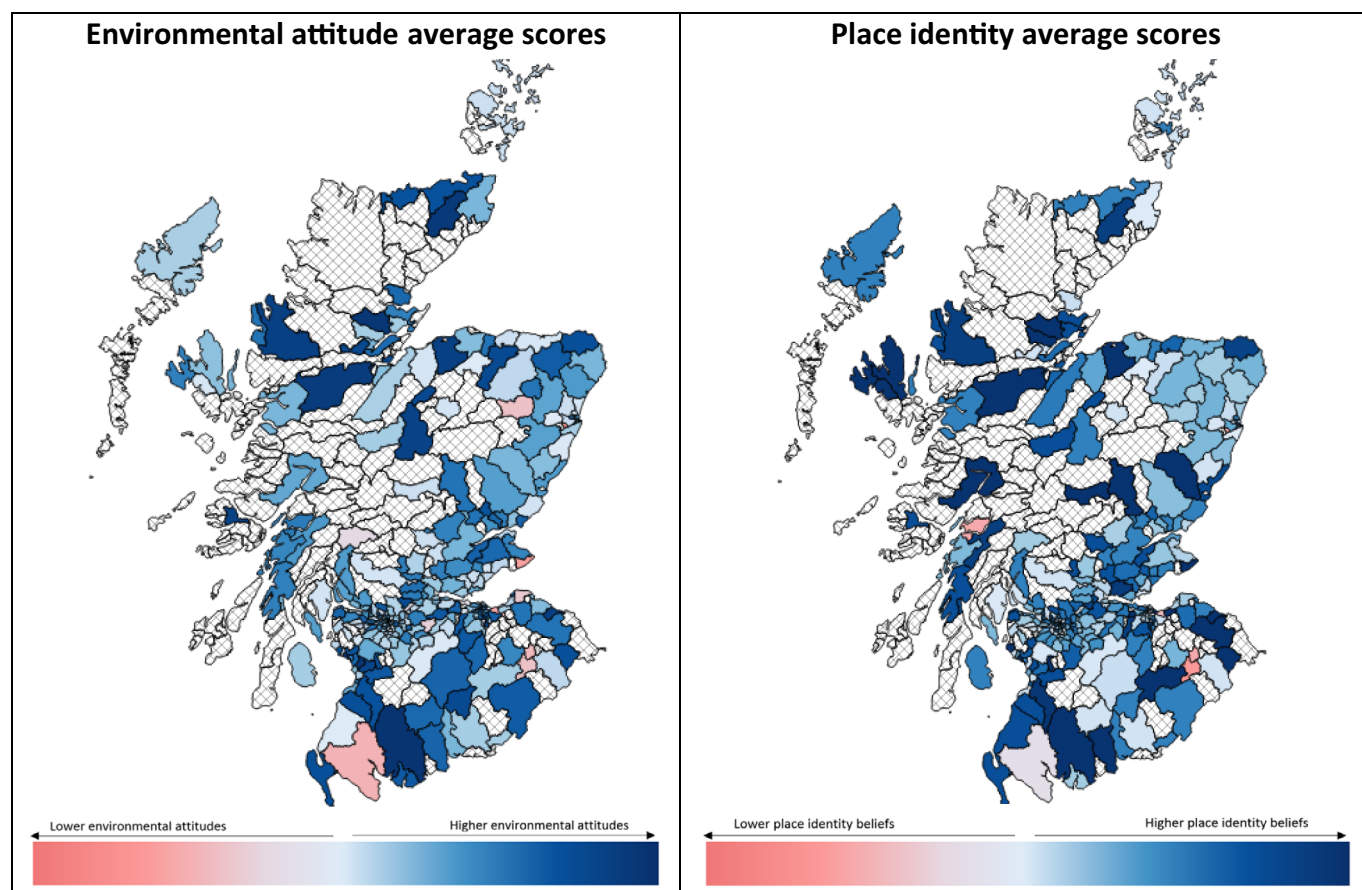 Environmental attitude average scores
Place identity average scores
Lower environmental attitudes
Higher environmental attitudes
Lower place identity beliefs
Higher place identity beliefs